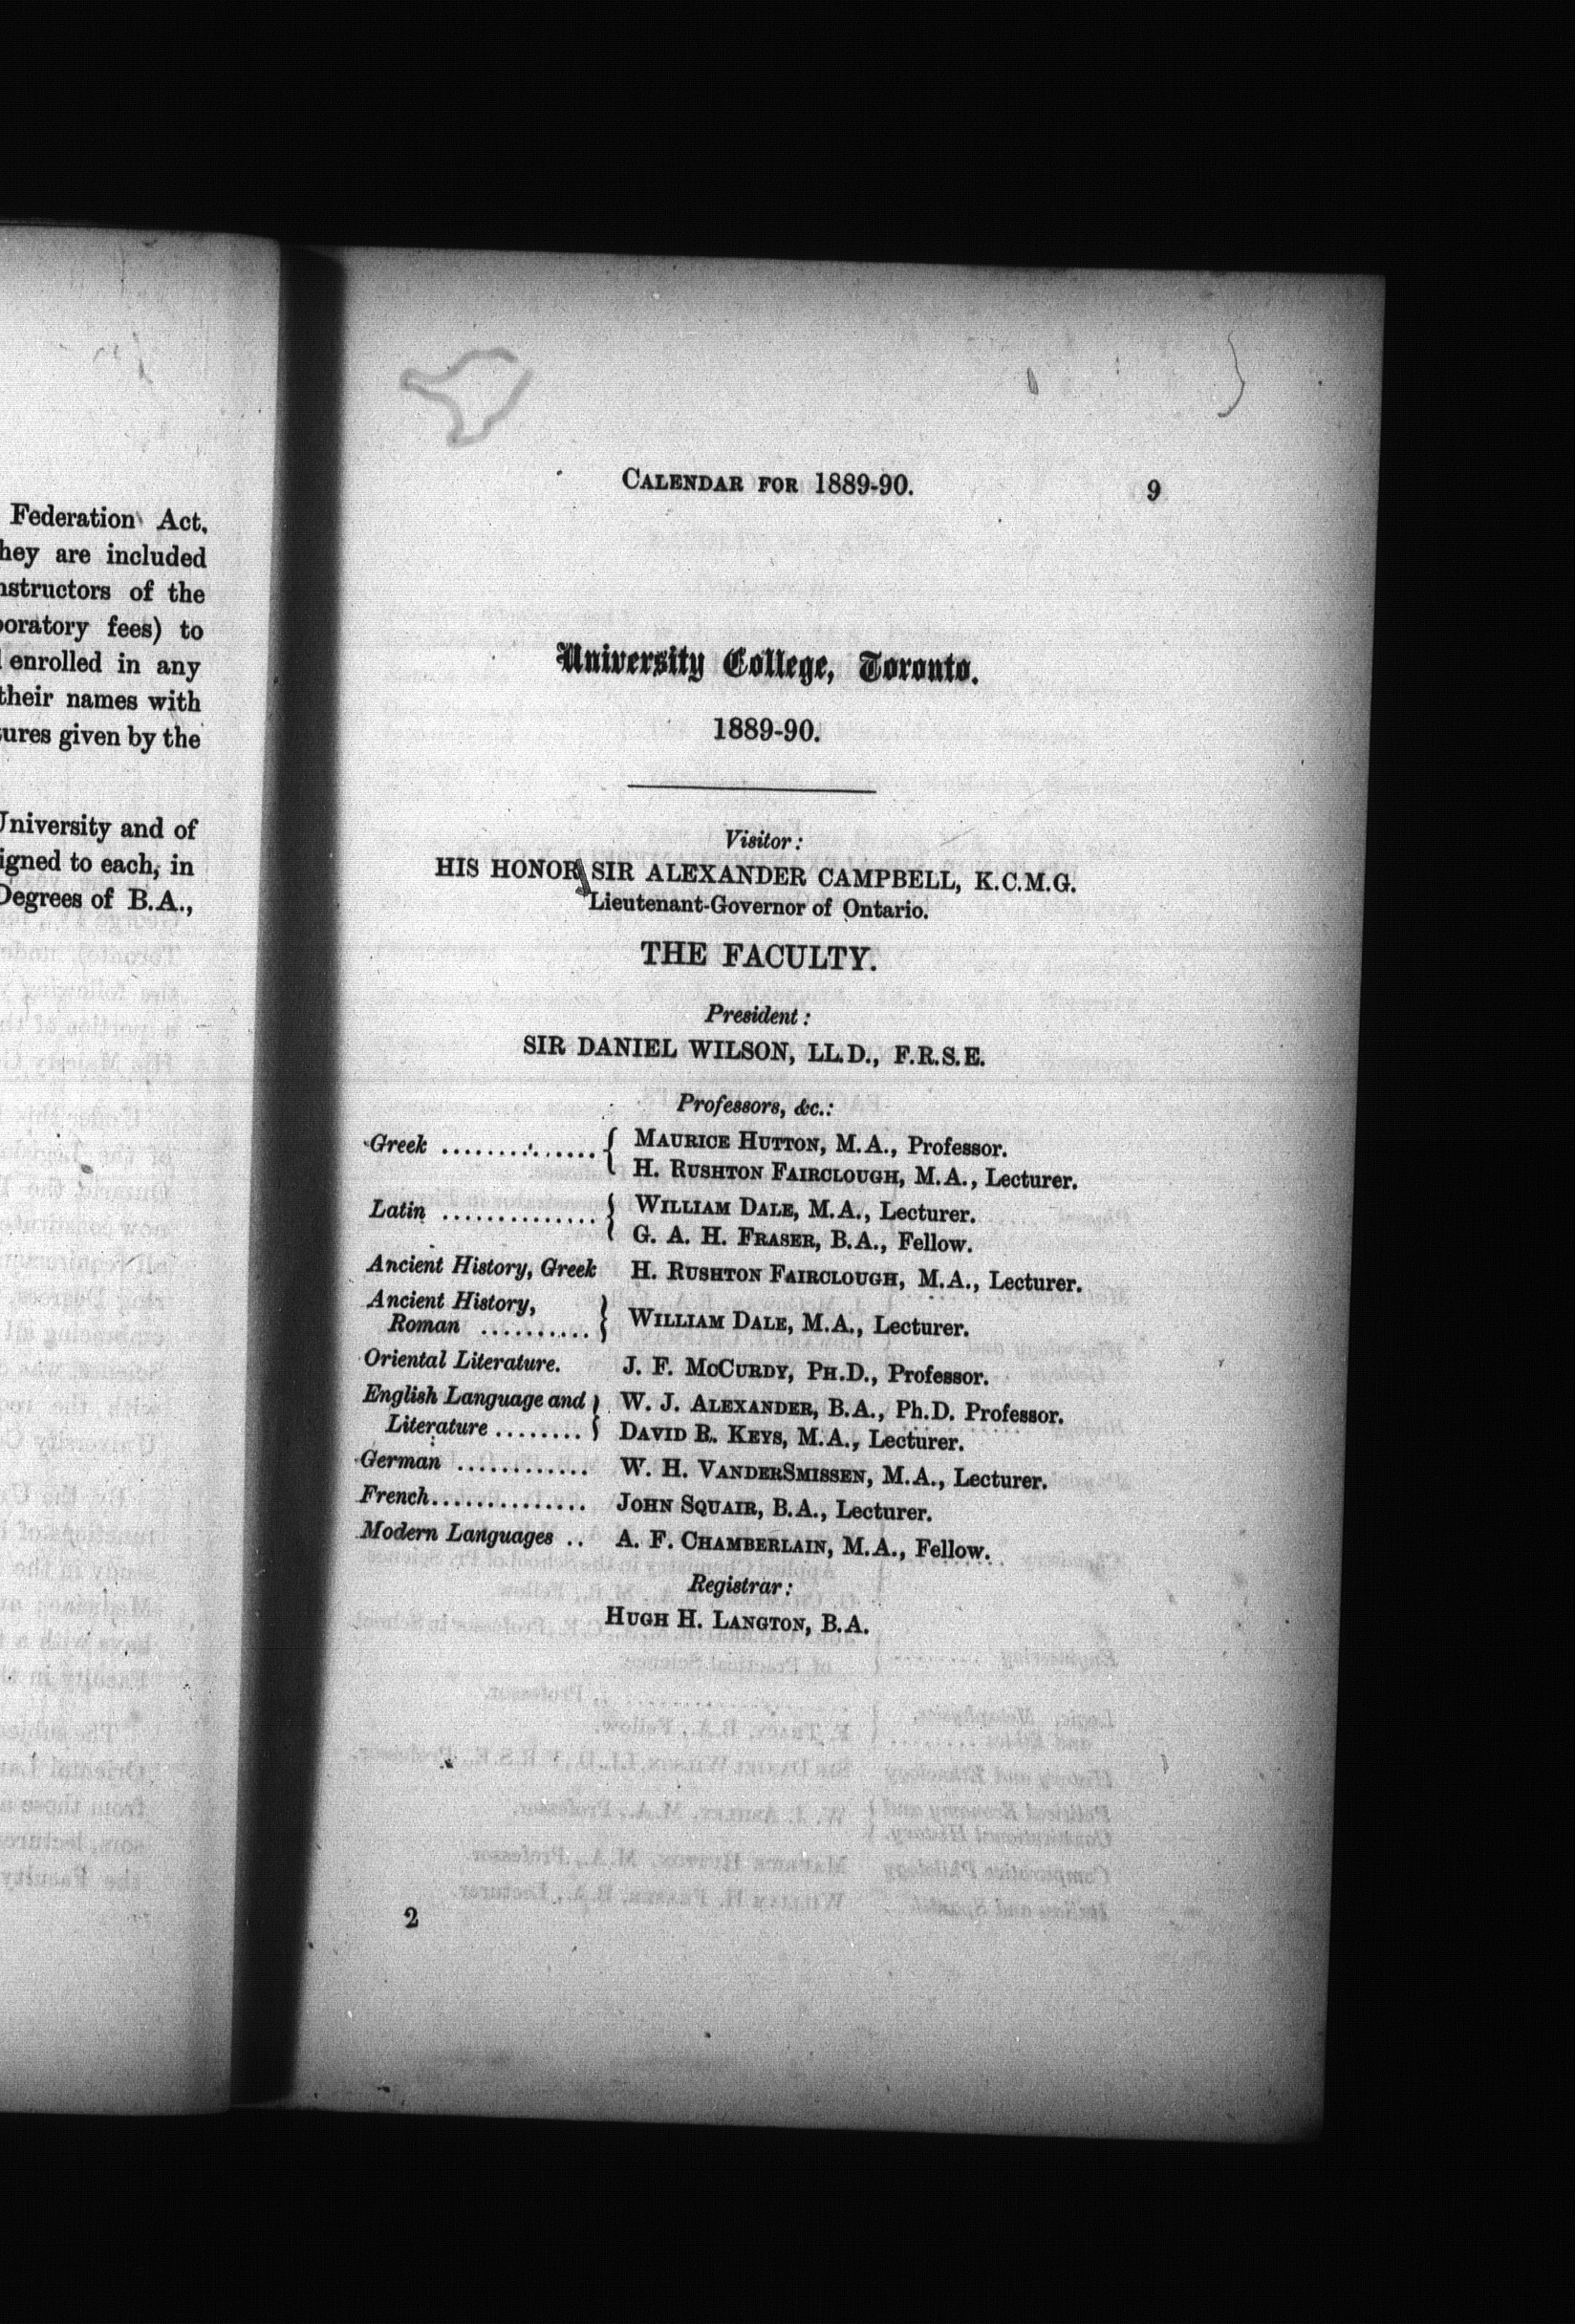 Federation Act.
they are included
nstructors of the
boratory fees) to
enrolled in any
their names with
tures given by the
University and of
igned to each, in
Degrees of B.A.,
CALENDAR FOR 1889-90. 9
University College, Toronto.
1889-90.
Visitor:
HIS HONOR SIR ALEXANDER CAMPBELL, K.C.M.G.
Lieutenant-Governor of Ontario.
THE FACULTY.
President:
SIR DANIEL WILSON, LL.D., F.R.S.E.
Professors, &c.:
Greek .............. { MAURICE HUTTON, M.A., Professor.
H. RUSHTON FAIRCLOUGH, M.A., Lecturer.
Latin .............. { WILLIAM DALE, M.A., Lecturer.
G. A. H. FRASER, B.A., Fellow.
Ancient History, Greek H. RUSHTON FAIRCLOUGH, M.A., Lecturer.
Ancient History,
Roman .......... } WILLIAM DALE, M.A., Lecturer.
Oriental Literature. J. F. MCCURDY, PH.D., Professor.
English Language and } W. J. ALEXANDER, B.A., Ph.D. Professor.
Literature ........ DAVID R. KEYS, M.A., Lecturer.
German ............ W. H. VANDERSMISSEN, M.A., Lecturer.
French.............. JOHN SQUAIR, B.A., Lecturer.
Modern Languages .. A. F. CHAMBERLAIN, M.A., Fellow.
Registrar:
HUGH H. LANGTON, B.A.
2